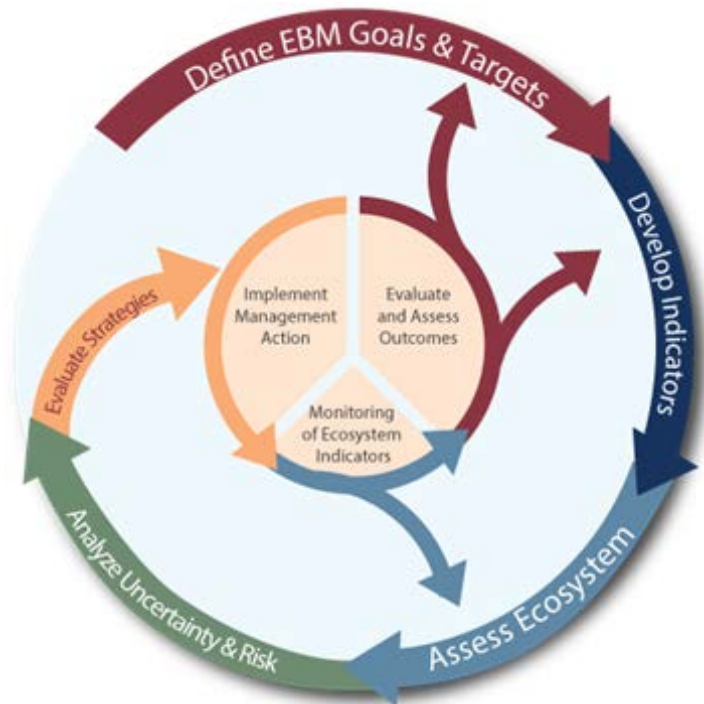 Define EBM Goals & Targets
Develop Indicators
Assess Ecosystem
Analyze Uncertainty & Risk
Evaluate Strategies
Implement
Management
Action
Evaluate
and Assess
Outcomes
Monitoring
of Ecosystem
Indicators